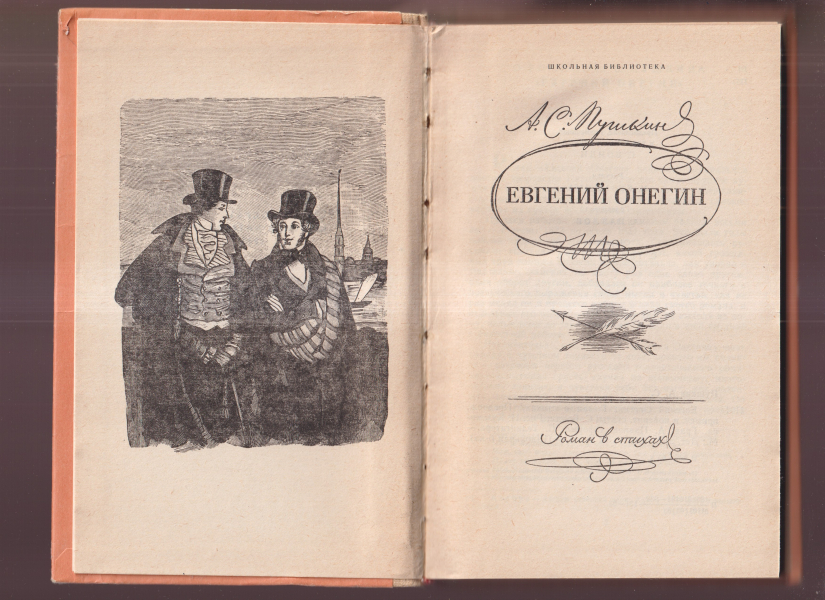 ШКОЛЬНАЯ БИБЛИОТЕКА
А. С. Пушкин
ЕВГЕНИЙ ОНЕГИН
Роман в стихах